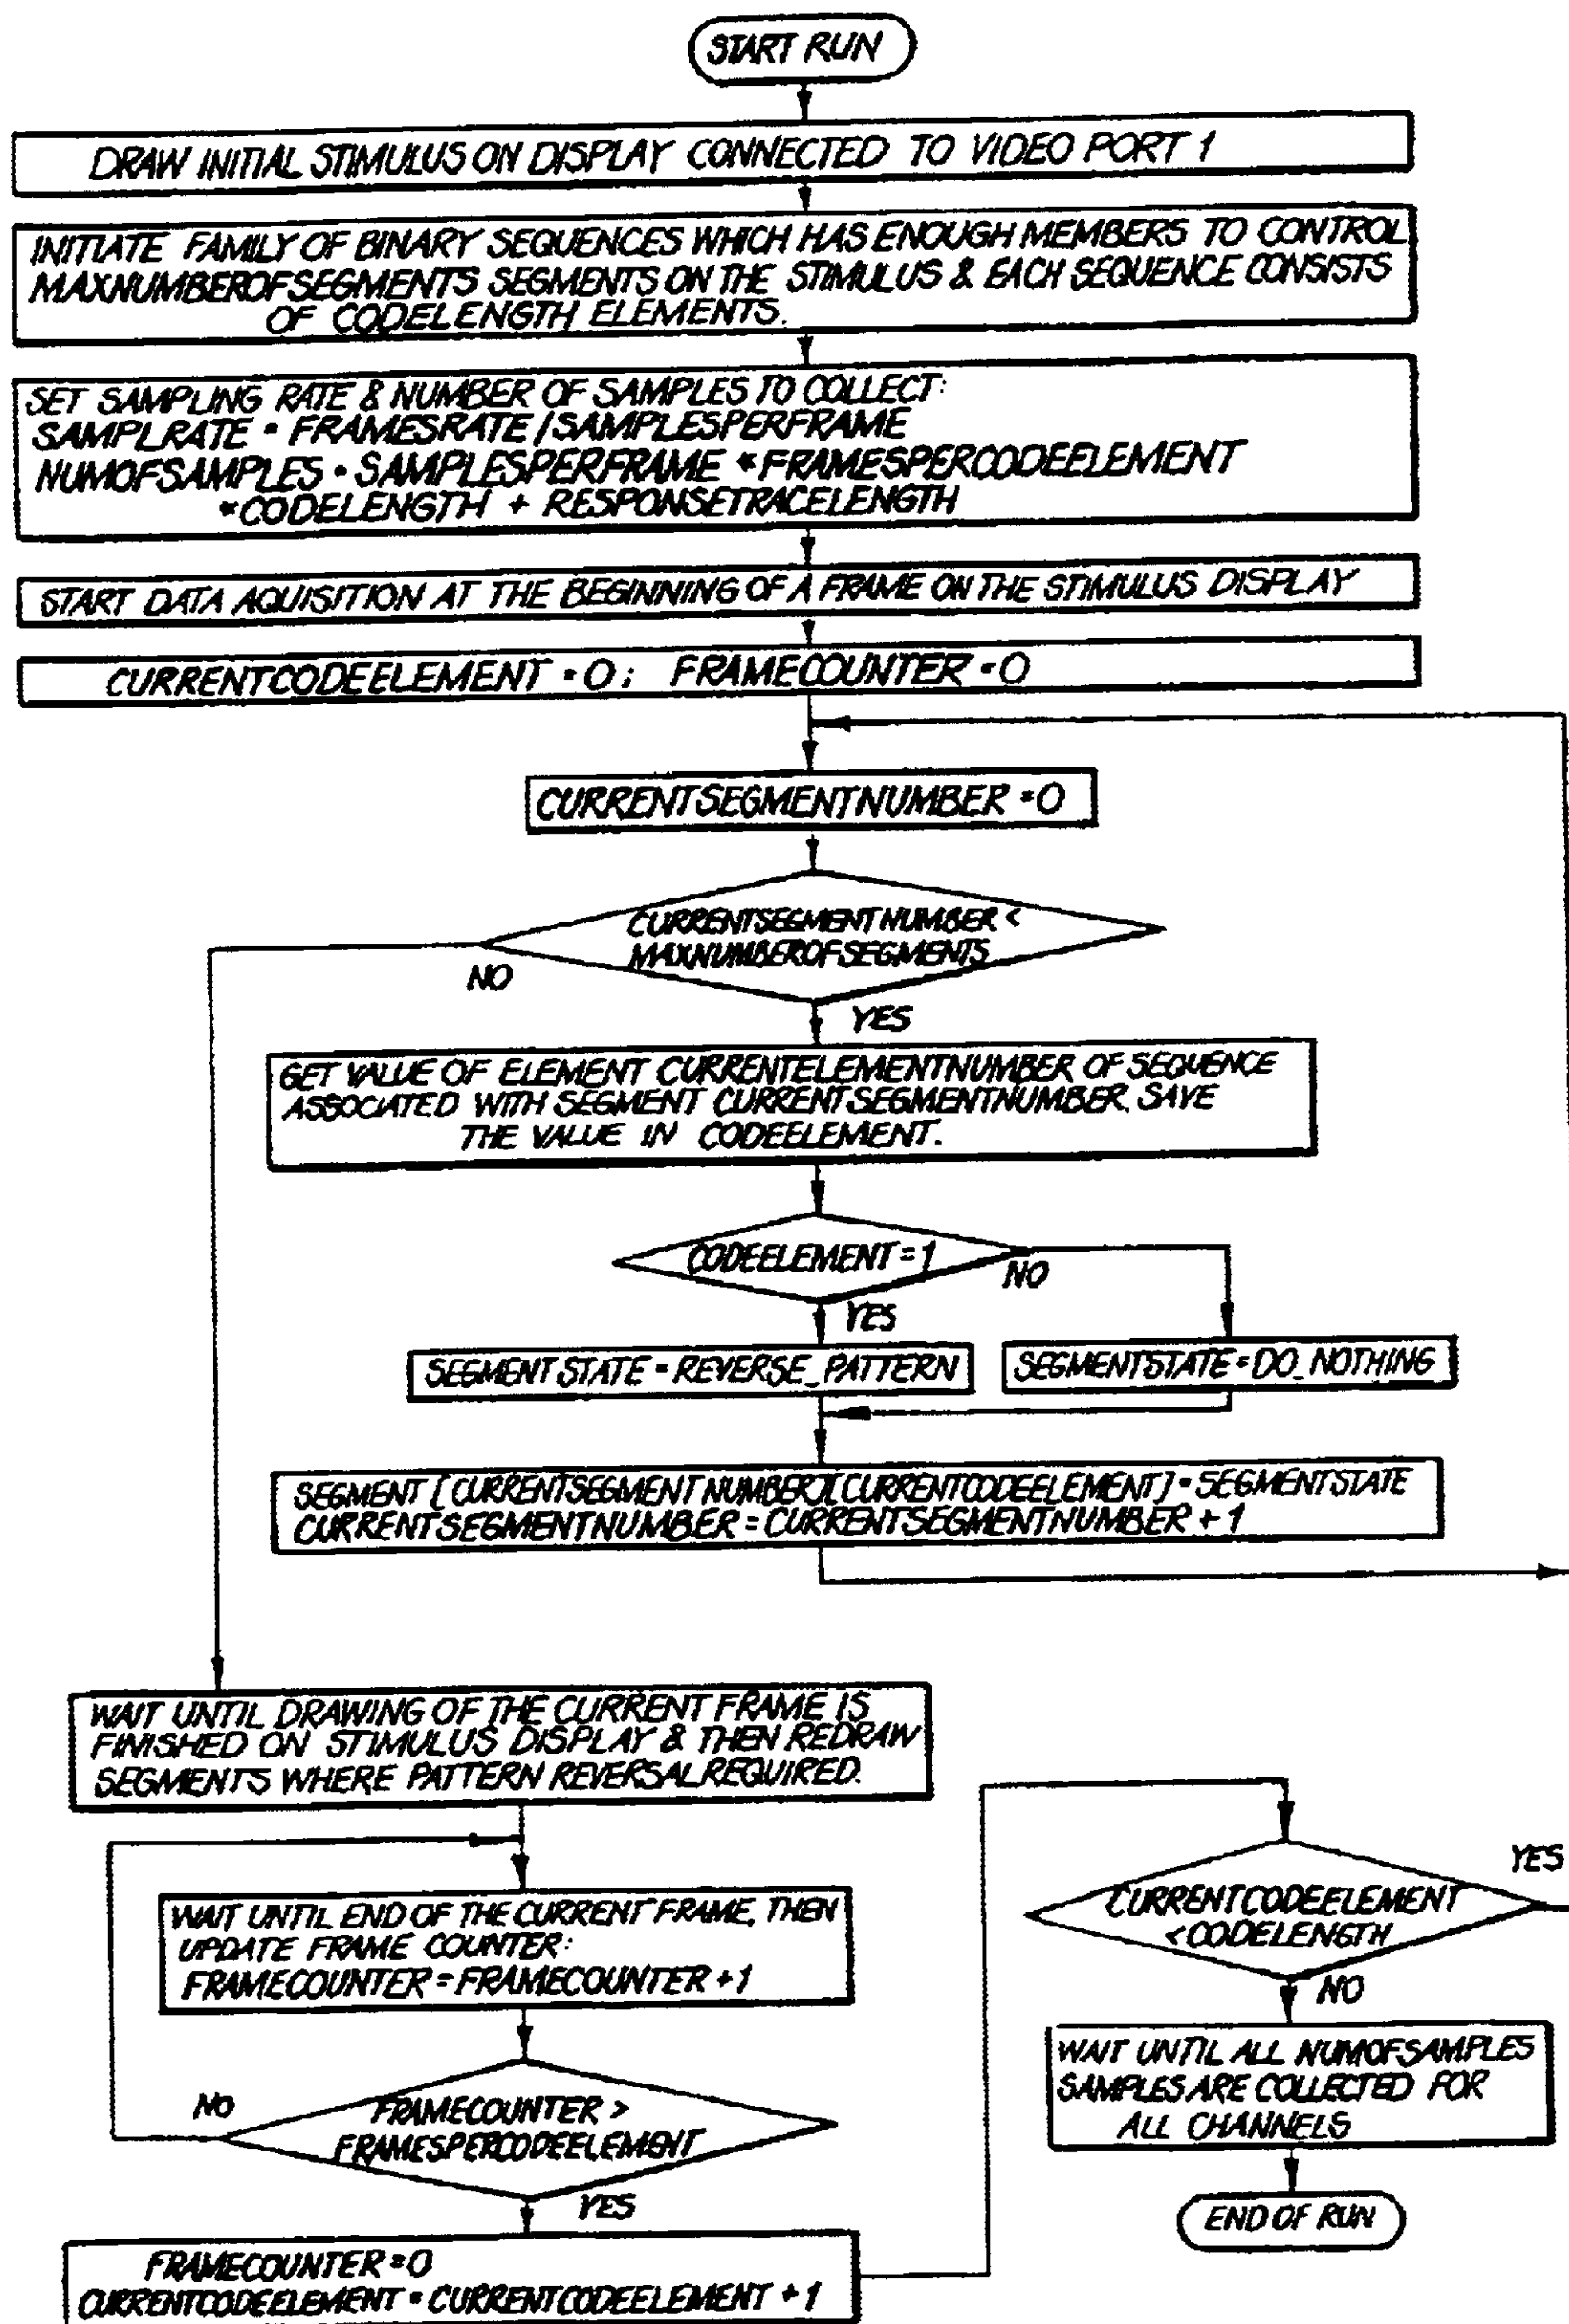 START RUN
DRAW INITIAL STIMULUS ON DISPLAY CONNECTED TO VIDEO PORT 1
INITIATE FAMILY OF BINARY SEQUENCES WHICH HAS ENOUGH MEMBERS TO CONTROL
MAXNUMBEROFSEGMENTS SEGMENTS ON THE STIMULUS & EACH SEQUENCE CONSISTS
OF CODELENGTH ELEMENTS.
SET SAMPLING RATE & NUMBER OF SAMPLES TO COLLECT:
SAMPLRATE = FRAMESRATE / SAMPLESPERFRAME
NUMOFSAMPLES = SAMPLESPERFRAME *FRAMESPERCODEELEMENT
*CODELENGTH + RESPONSETRACELENGTH
START DATA AQUISITION AT THE BEGINNING OF A FRAME ON THE STIMULUS DISPLAY
CURRENTCODEELEMENT = 0; FRAMECOUNTER = 0
CURRENTSEGMENTNUMBER = 0
CURRENTSEGMENTNUMBER <
MAXNUMBEROFSEGMENTS
NO
YES
GET VALUE OF ELEMENT CURRENTELEMENTNUMBER OF SEQUENCE
ASSOCIATED WITH SEGMENT CURRENTSEGMENTNUMBER. SAVE
THE VALUE IN CODEELEMENT.
CODEELEMENT = 1
NO
YES
SEGMENTSTATE = REVERSE_PATTERN
SEGMENTSTATE = DO_NOTHING
SEGMENT [CURRENTSEGMENTNUMBER][CURRENTCODEELEMENT] = SEGMENTSTATE
CURRENTSEGMENTNUMBER = CURRENTSEGMENTNUMBER + 1
WAIT UNTIL DRAWING OF THE CURRENT FRAME IS
FINISHED ON STIMULUS DISPLAY & THEN REDRAW
SEGMENTS WHERE PATTERN REVERSAL REQUIRED.
WAIT UNTIL END OF THE CURRENT FRAME, THEN
UPDATE FRAME COUNTER:
FRAMECOUNTER = FRAMECOUNTER +1
NO
FRAMECOUNTER >
FRAMESPERCODEELEMENT
YES
FRAMECOUNTER = 0
CURRENTCODEELEMENT = CURRENTCODEELEMENT + 1
YES
CURRENTCODEELEMENT
< CODELENGTH
NO
WAIT UNTIL ALL NUMOFSAMPLES
SAMPLES ARE COLLECTED FOR
ALL CHANNELS
END OF RUN